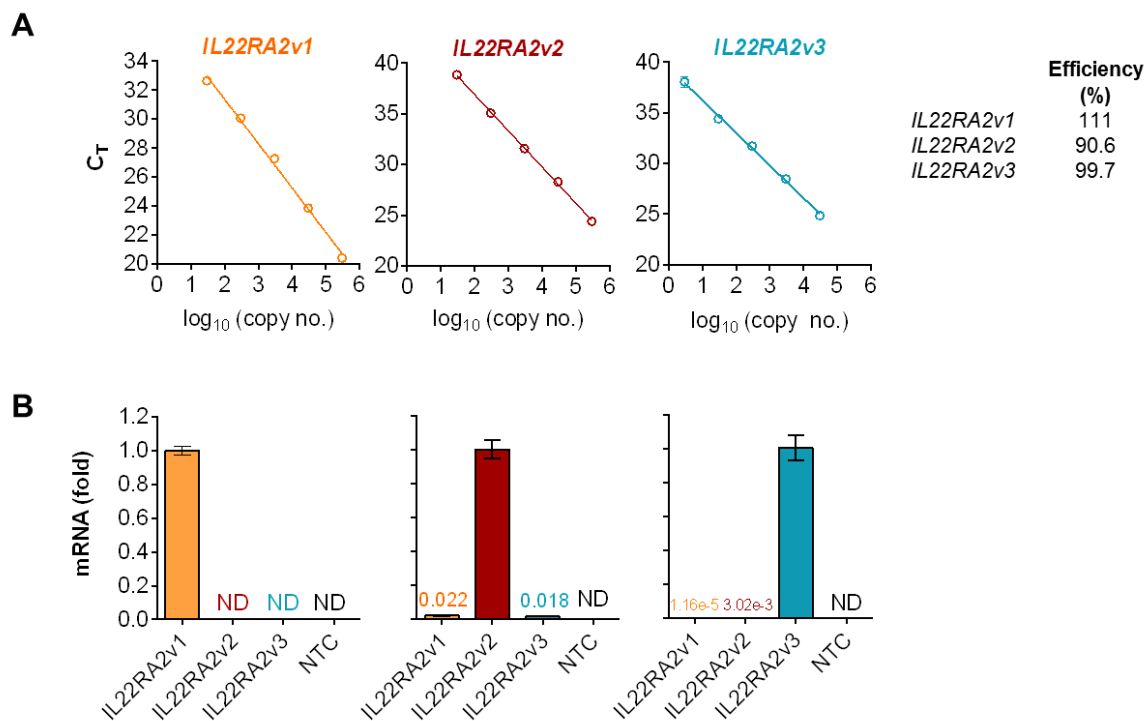 A
IL22RA2v1
IL22RA2v2
IL22RA2v3
34
32
30
28
26
24
22
20
C_T
0 1 2 3 4 5 6
log₁₀ (copy no.)
40
35
30
25
20
0 1 2 3 4 5 6
log₁₀ (copy no.)
40
35
30
25
20
0 1 2 3 4 5 6
log₁₀ (copy no.)
Efficiency
(%)
IL22RA2v1 111
IL22RA2v2 90.6
IL22RA2v3 99.7
B
mRNA (fold)
1.2
1.0
0.8
0.6
0.4
0.2
0.0
ND ND ND
IL22RA2v1
IL22RA2v2
IL22RA2v3
NTC
0.022 0.018 ND
IL22RA2v1
IL22RA2v2
IL22RA2v3
NTC
1.16e-5 3.02e-3 ND
IL22RA2v1
IL22RA2v2
IL22RA2v3
NTC